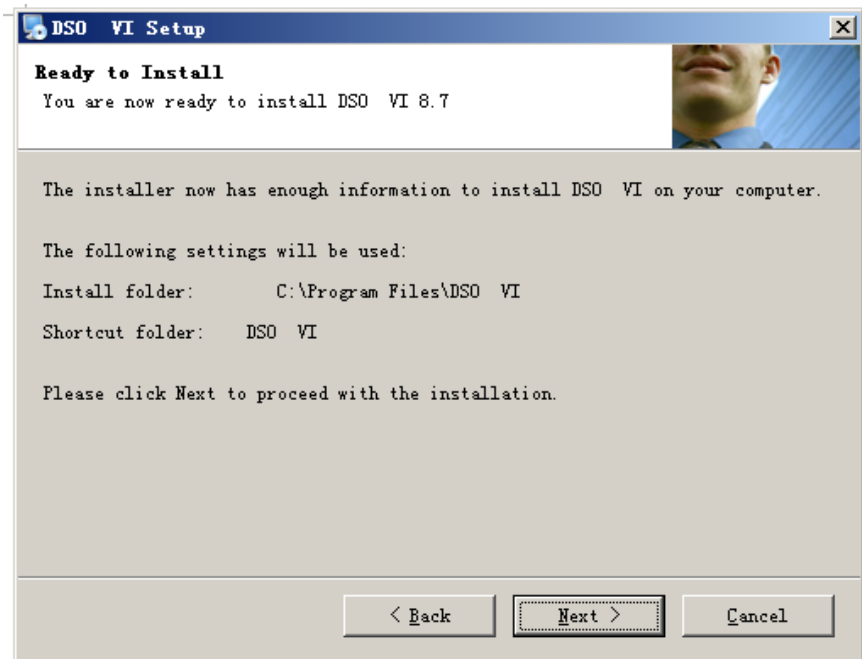 DSO  VI Setup
Ready to Install
You are now ready to install DSO  VI 8.7
The installer now has enough information to install DSO  VI on your computer.
The following settings will be used:
Install folder:        C:\Program Files\DSO  VI
Shortcut folder:     DSO  VI
Please click Next to proceed with the installation.
< Back    Next >    Cancel